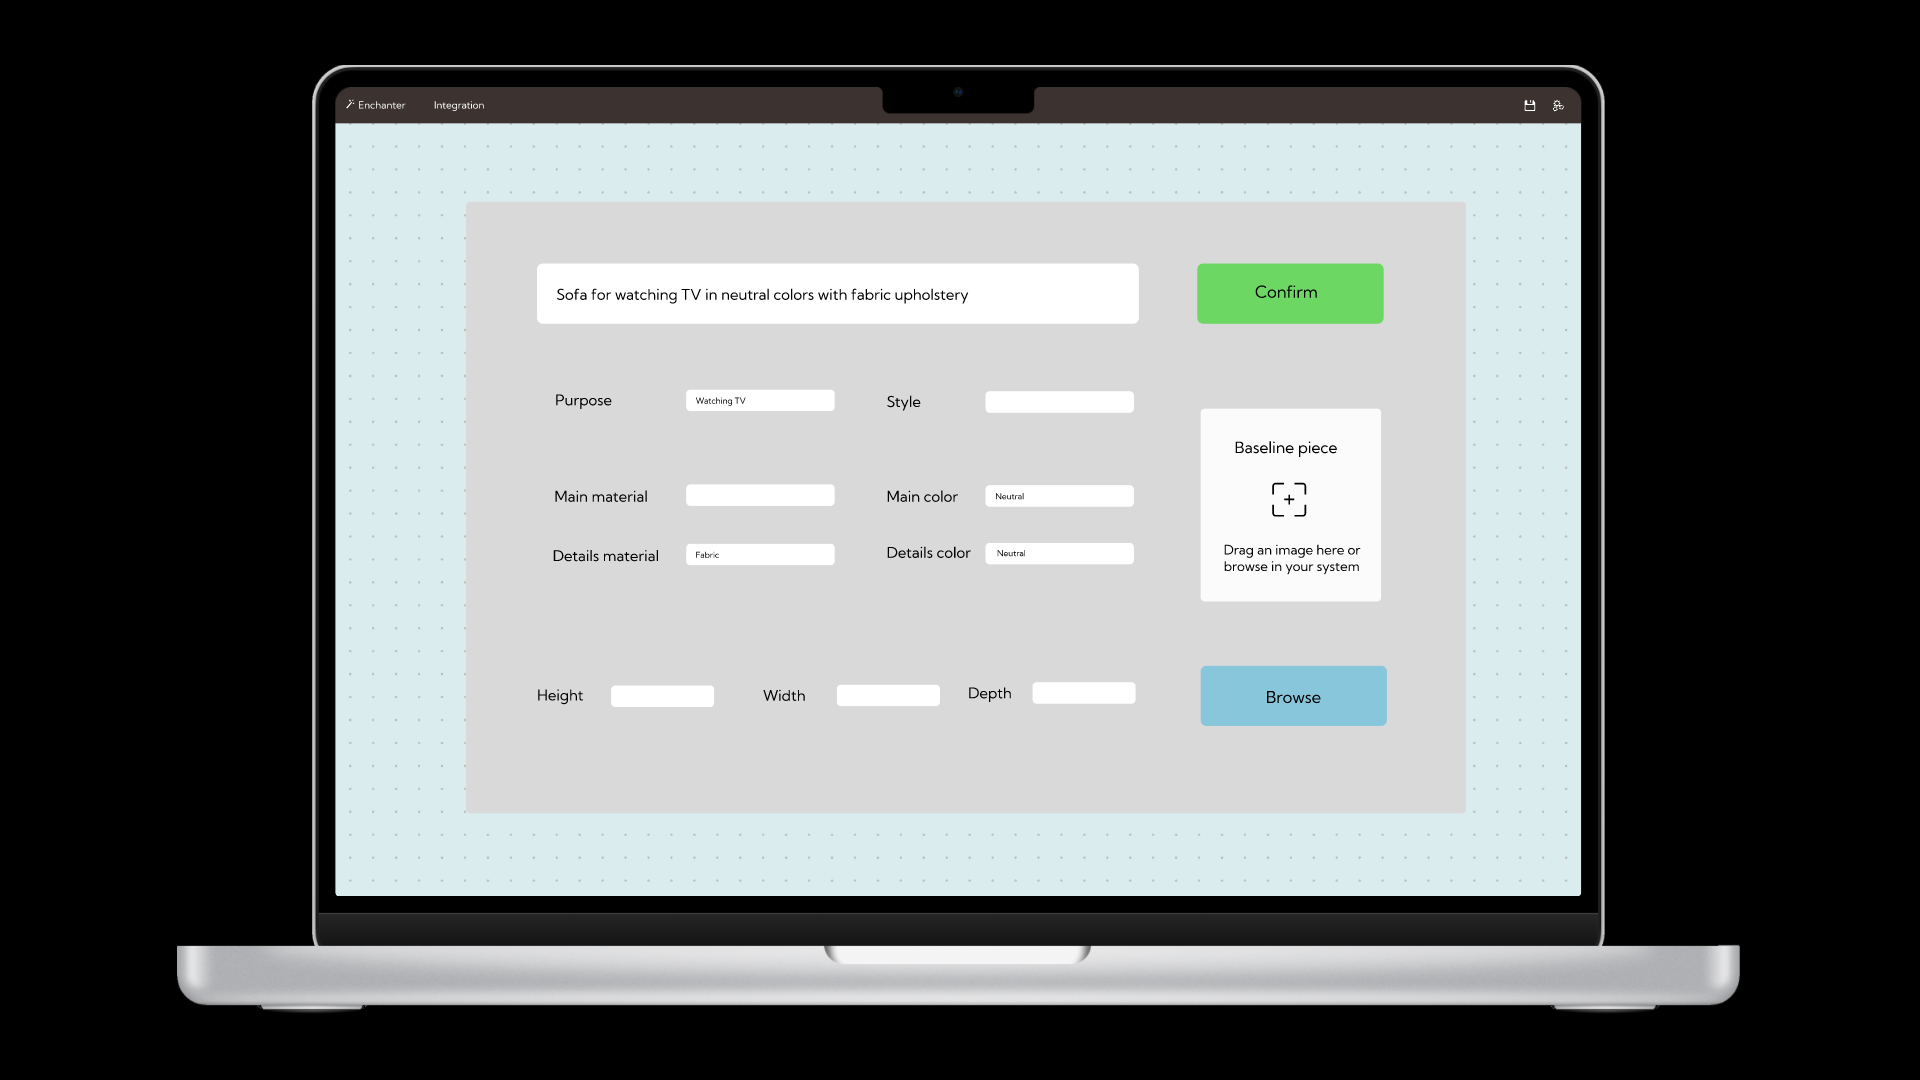 Enchanter
Integration
Sofa for watching TV in neutral colors with fabric upholstery
Confirm
Purpose
Watching TV
Style
Main material
Main color
Neutral
Details material
Fabric
Details color
Neutral
Baseline piece
Drag an image here or
browse in your system
Height
Width
Depth
Browse